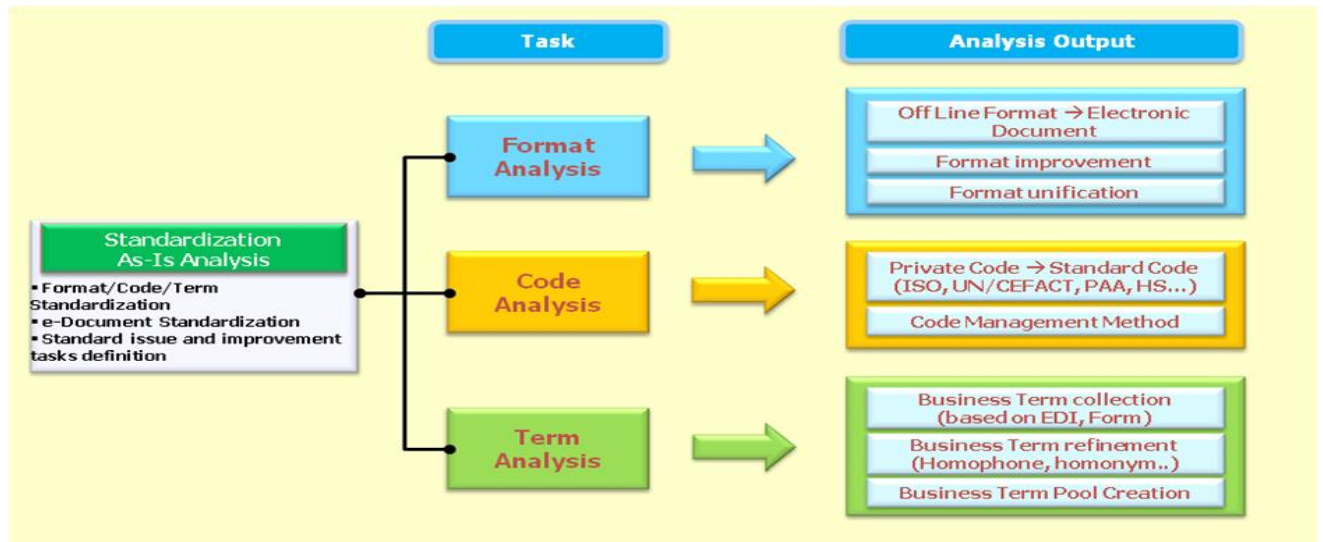 Task
Analysis Output
Format
Analysis
Off Line Format → Electronic
Document
Format improvement
Format unification
Standardization
As-Is Analysis
▪Format/Code/Term
Standardization
▪e-Document Standardization
▪Standard issue and improvement
tasks definition
Code
Analysis
Private Code → Standard Code
(ISO, UN/CEFACT, PAA, HS...)
Code Management Method
Term
Analysis
Business Term collection
(based on EDI, Form)
Business Term refinement
(Homophone, homonym..)
Business Term Pool Creation